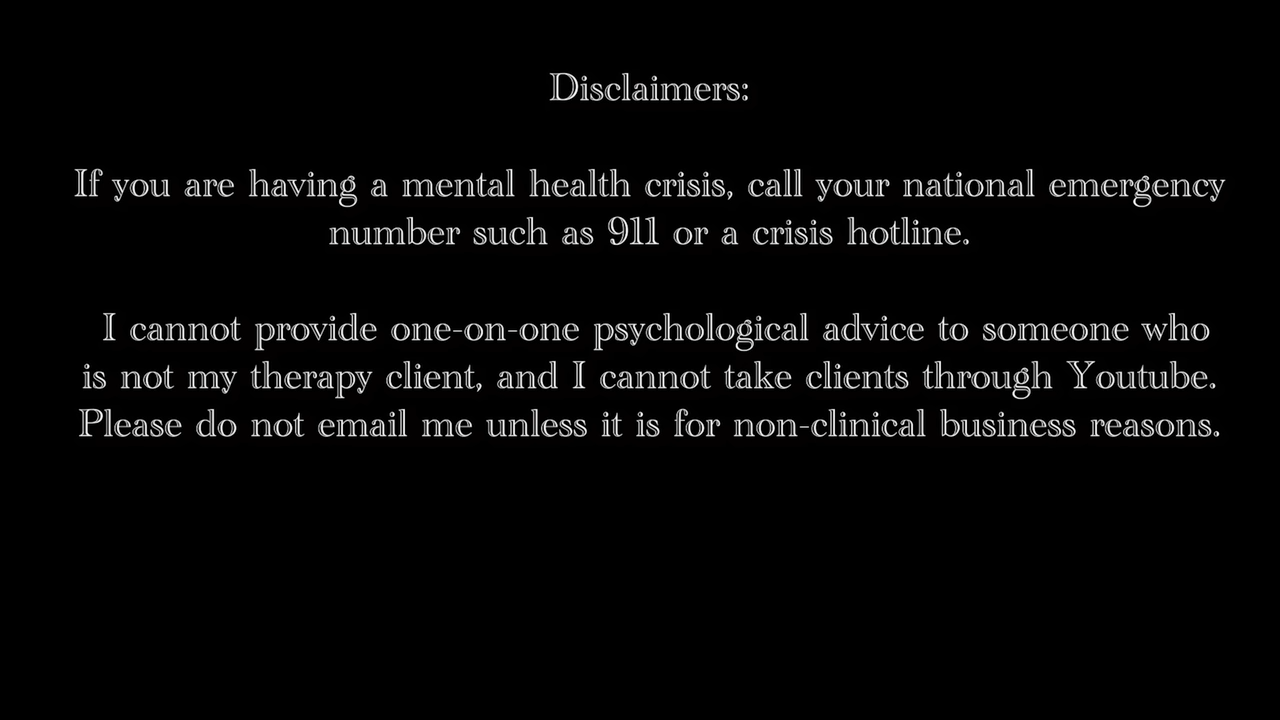 Disclaimers:
If you are having a mental health crisis, call your national emergency
number such as 911 or a crisis hotline.
I cannot provide one-on-one psychological advice to someone who
is not my therapy client, and I cannot take clients through Youtube.
Please do not email me unless it is for non-clinical business reasons.